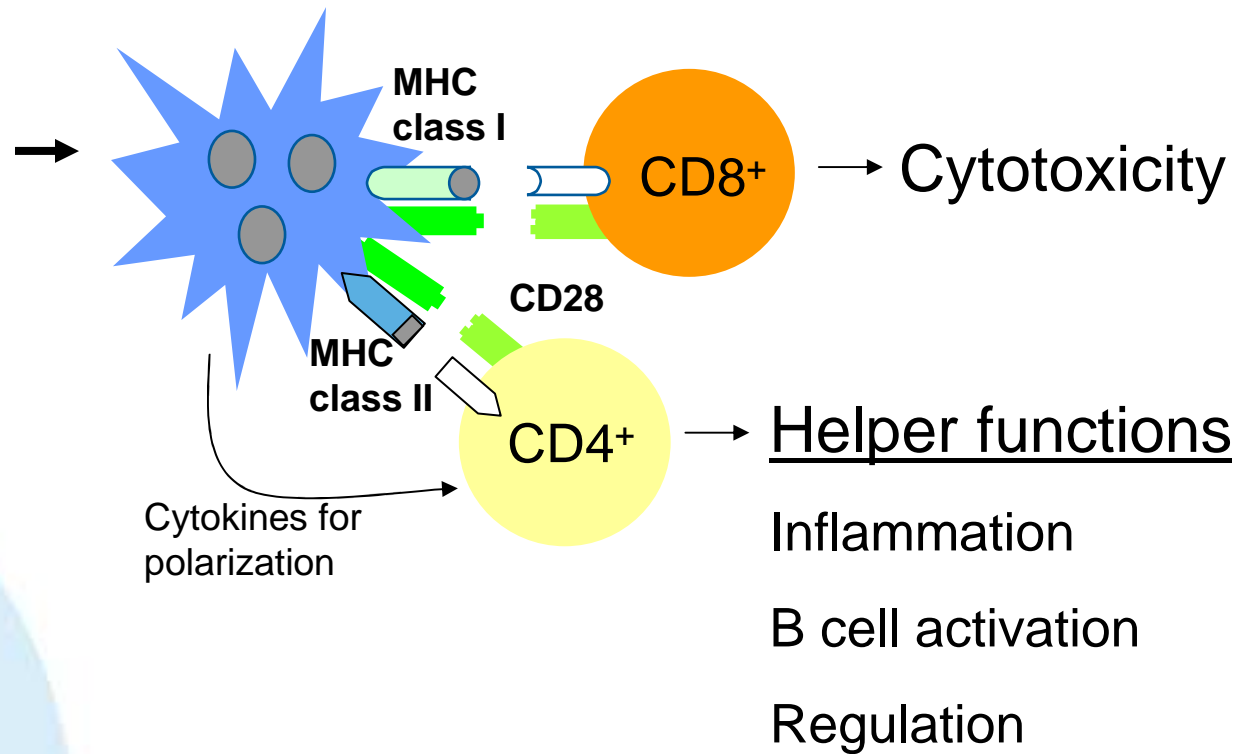 MHC
class I
CD8⁺
Cytotoxicity
CD28
MHC
class II
CD4⁺
Helper functions
Cytokines for
polarization
Inflammation
B cell activation
Regulation